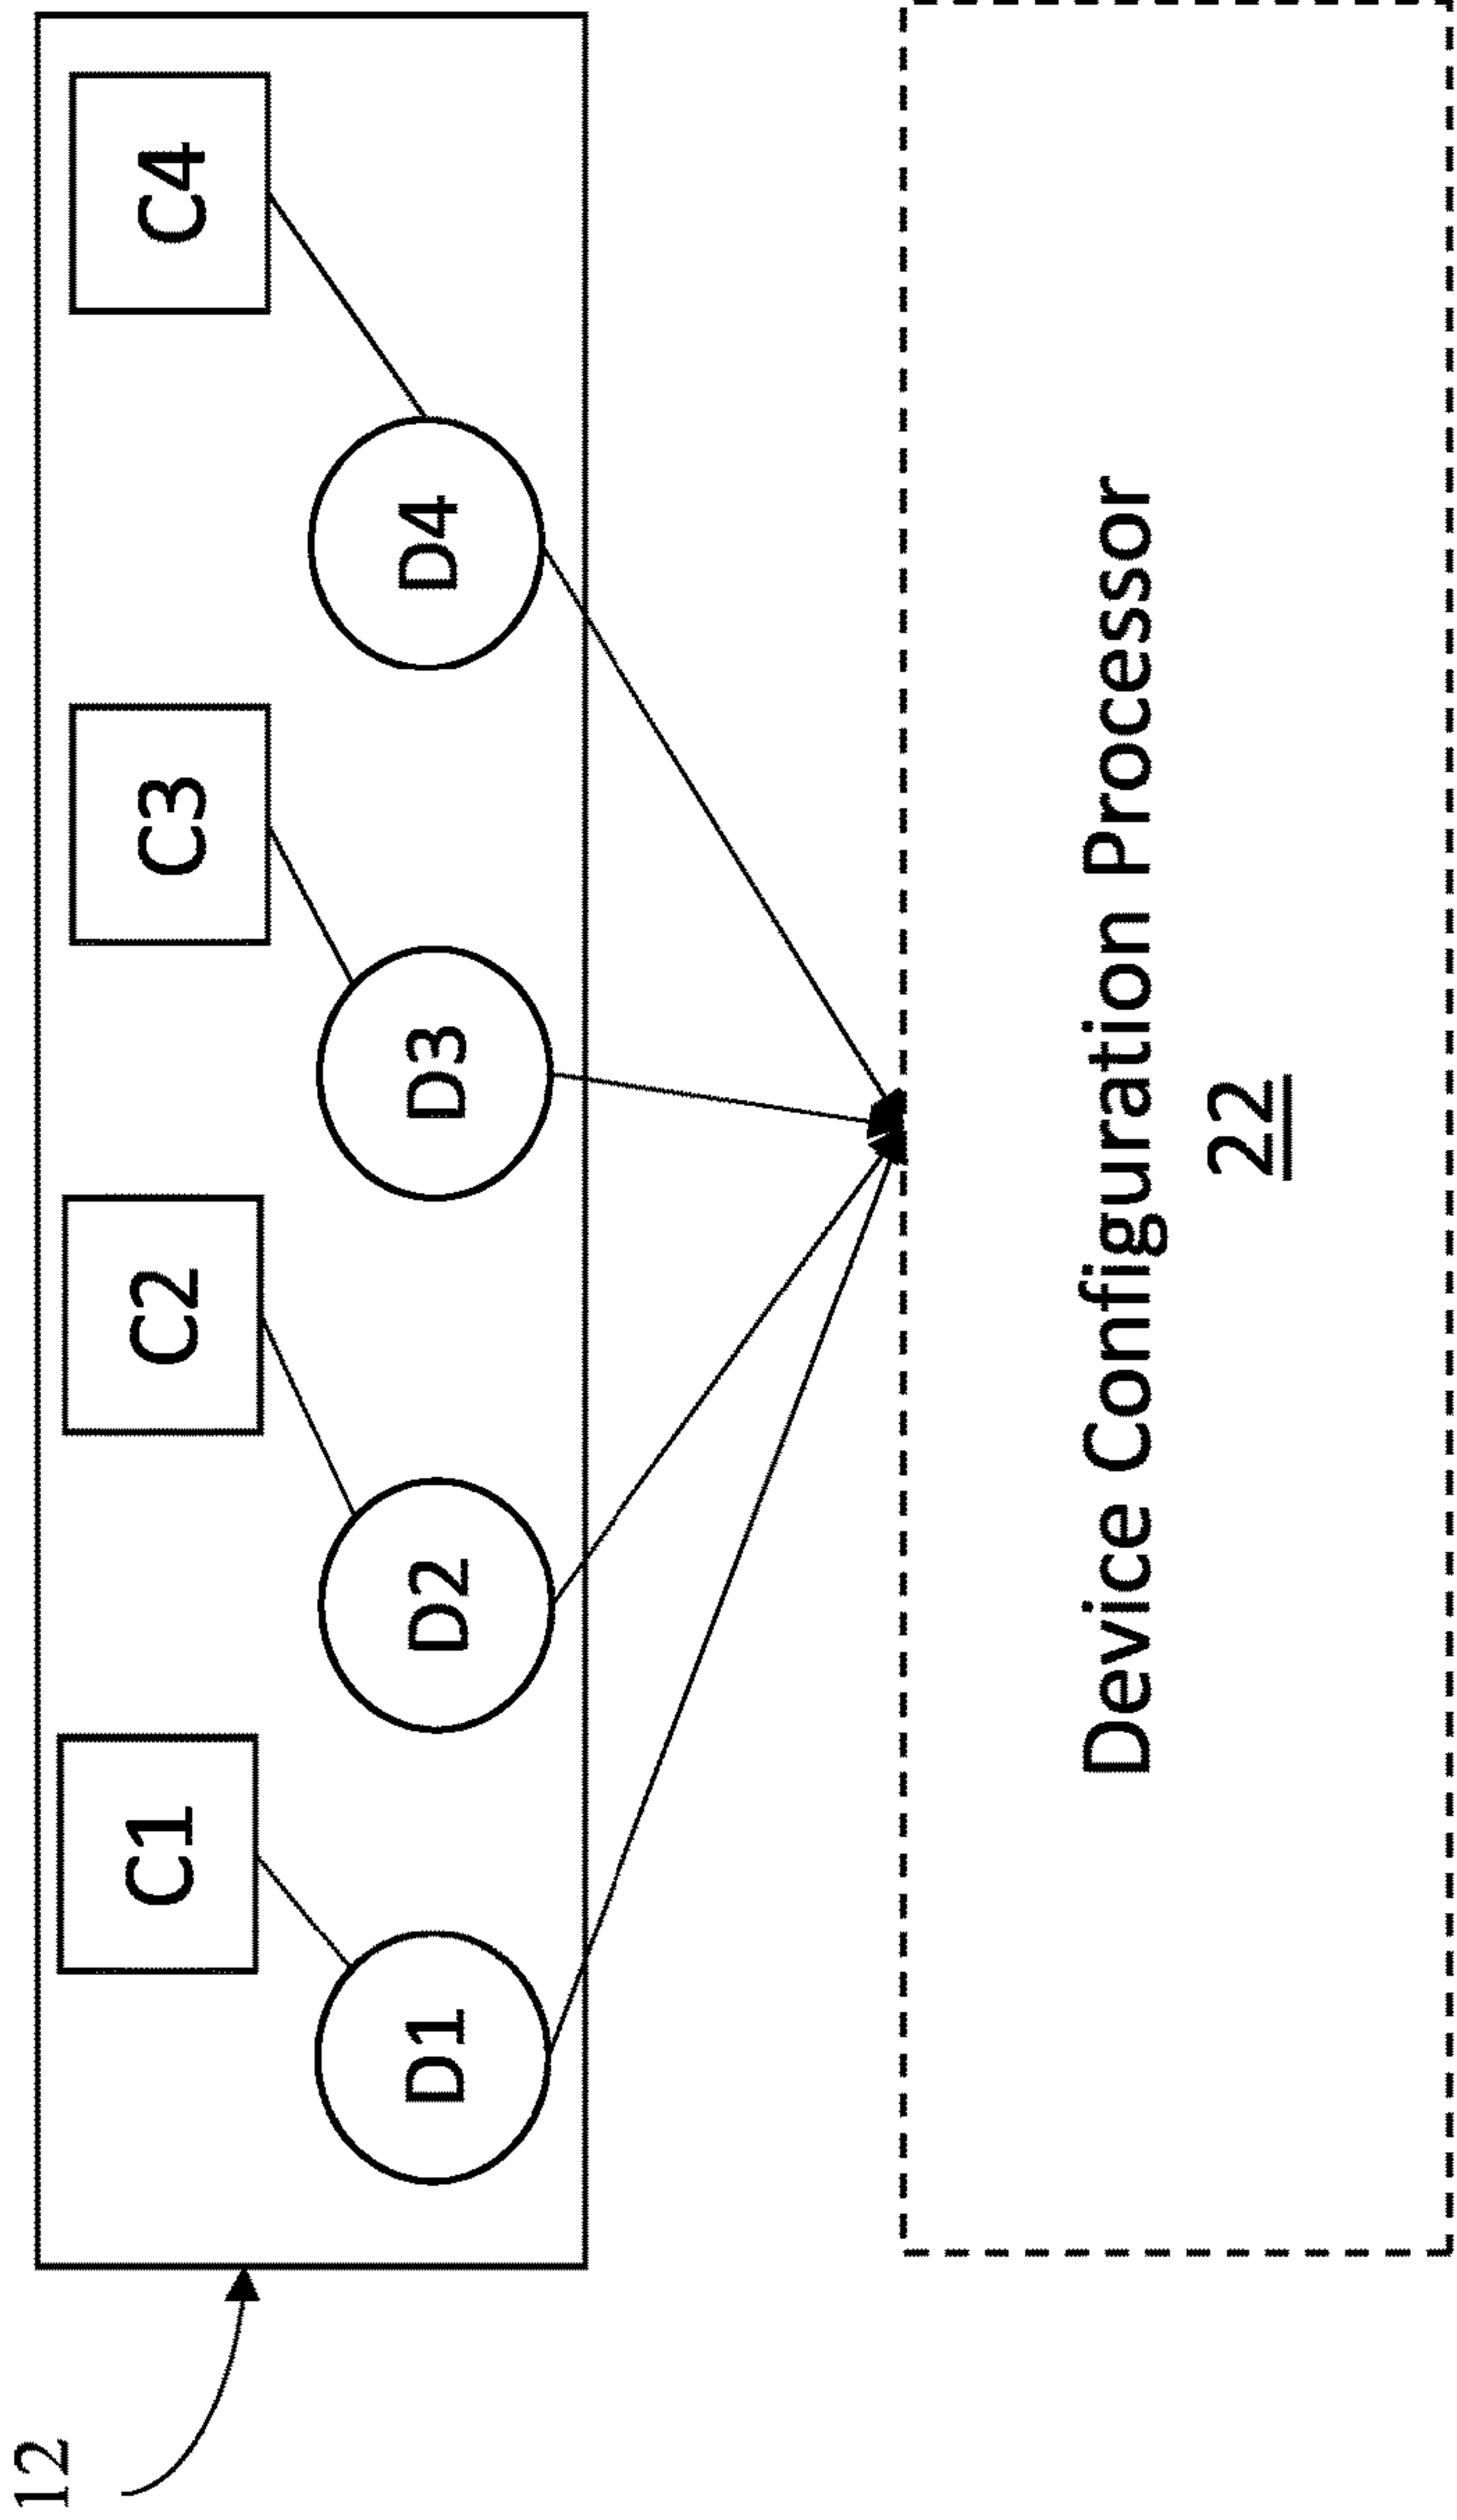 12
C1
C2
C3
C4
D1
D2
D3
D4
Device Configuration Processor
22